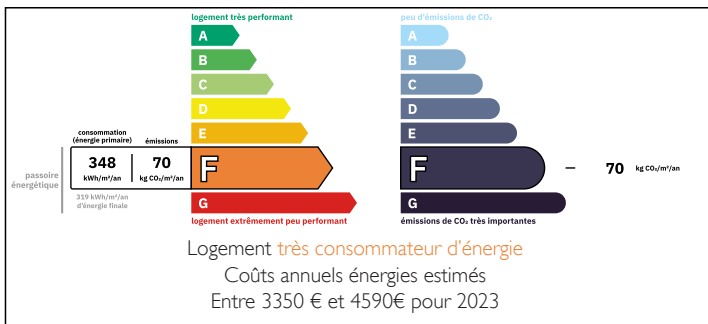 logement très performant
A
B
C
D
E
F
G
logement extrêmement peu performant
consommation
(énergie primaire)
émissions
348
kWh/m²/an
70
kg CO₂/m²/an
319 kWh/m²/an
d'énergie finale
passoire
énergétique
peu d'émissions de CO₂
A
B
C
D
E
F
G
émissions de CO₂ très importantes
70 kg CO₂/m²/an
Logement très consommateur d'énergie
Coûts annuels énergies estimés
Entre 3350 € et 4590€ pour 2023